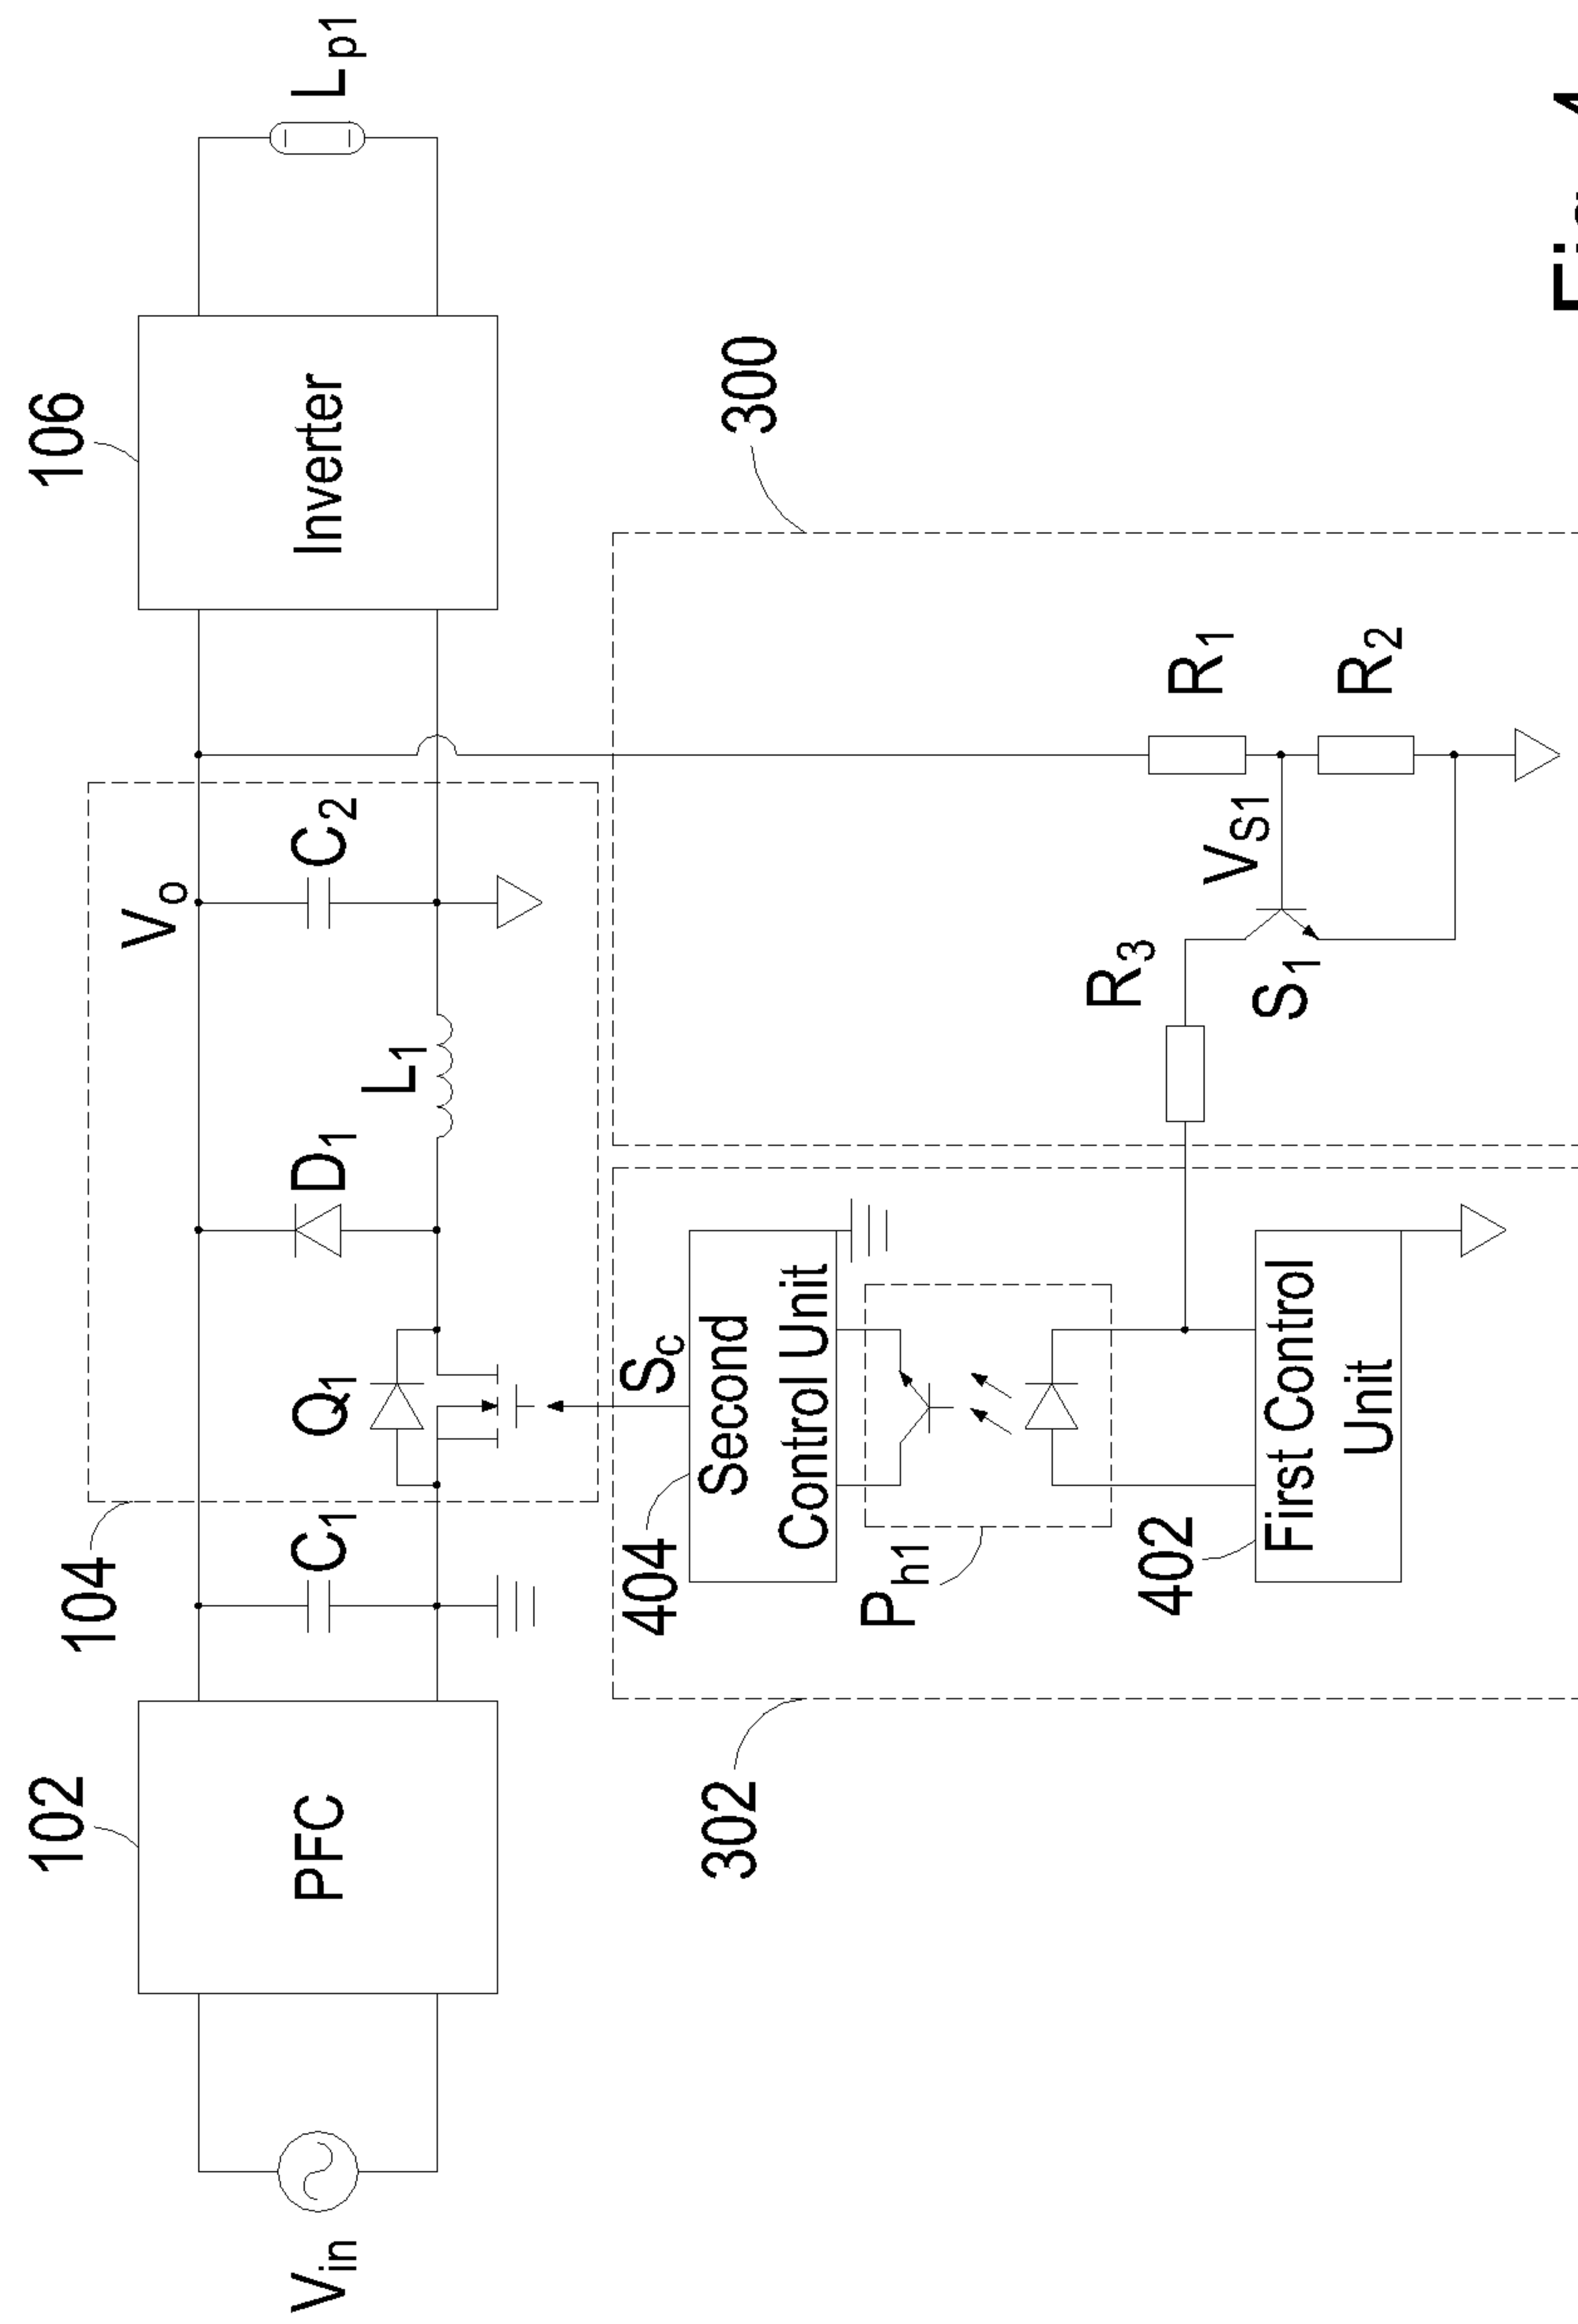 102
106
104
Vo
Vin
PFC
C1
Q1
D1
C2
Inverter
Lp1
L1
404
Sc
302
Second
Control Unit
300
Ph1
R3
402
R1
VS1
First Control
Unit
S1
R2